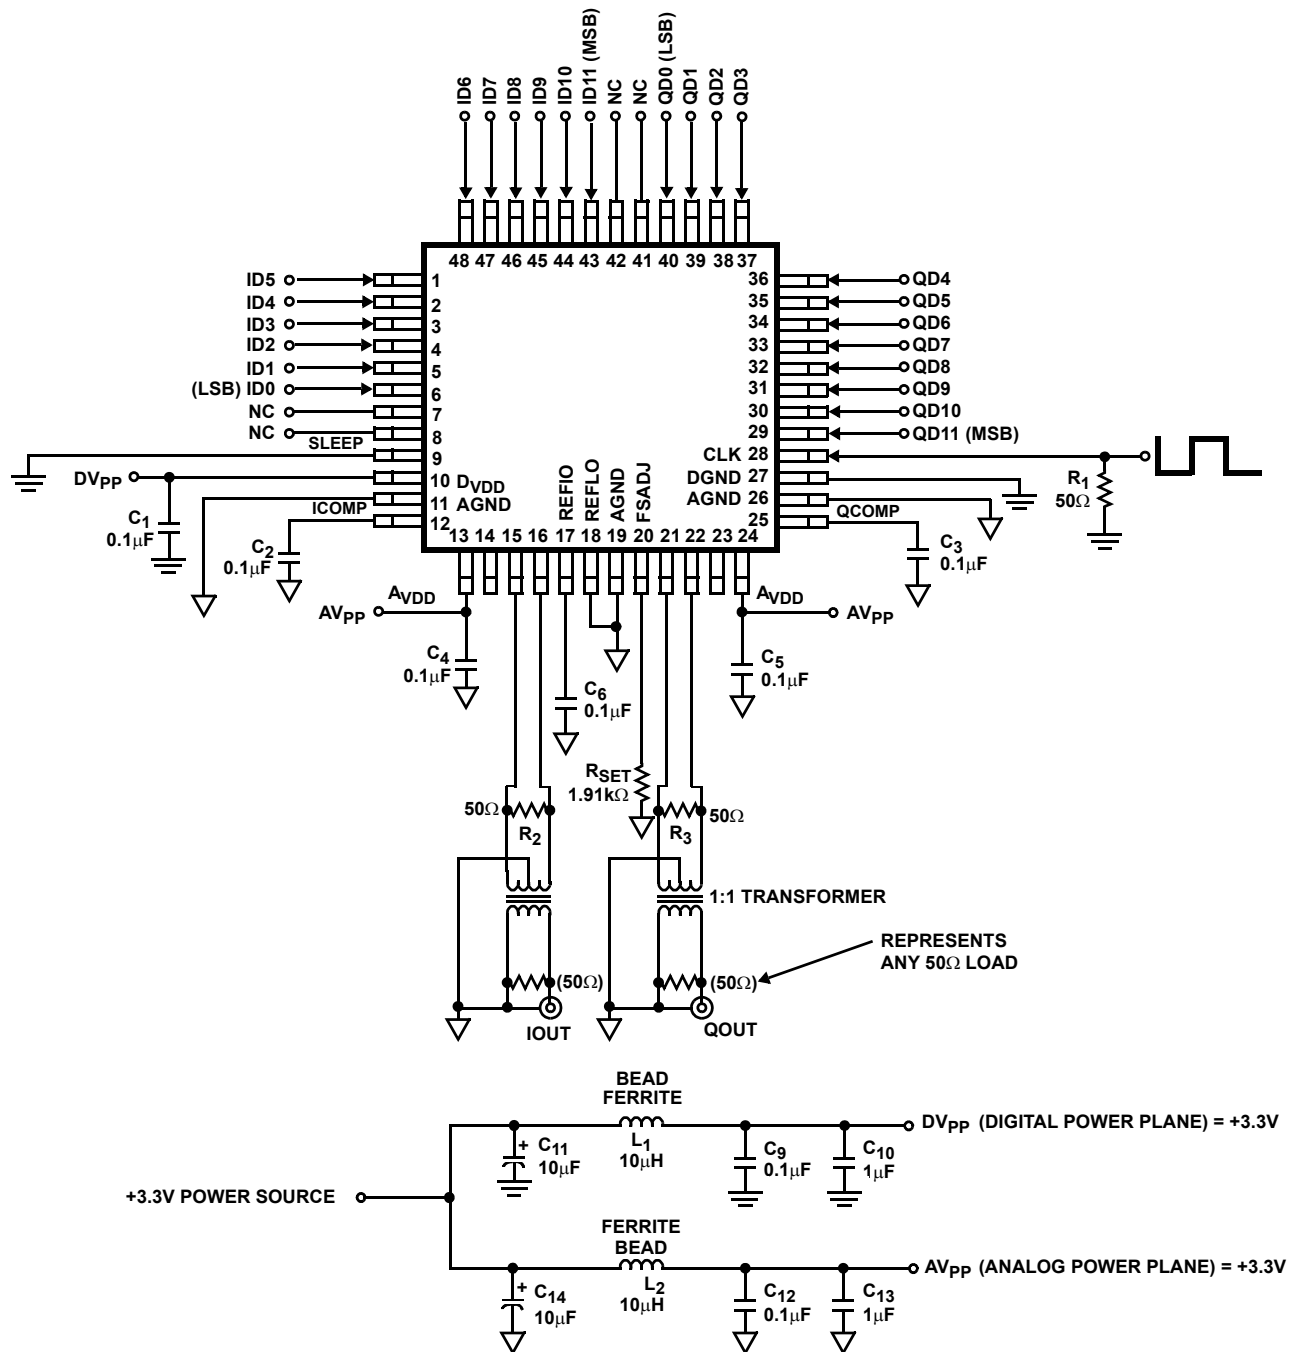 ID6
ID7
ID8
ID9
ID10
ID11 (MSB)
NC
NC
QD0 (LSB)
QD1
QD2
QD3
48 47 46 45 44 43 42 41 40 39 38 37
ID5 1
ID4 2
ID3 3
ID2 4
ID1 5
(LSB) ID0 6
NC 7
NC 8
SLEEP 9
DVPP 10 DVDD
11 AGND
ICOMP 12
36 QD4
35 QD5
34 QD6
33 QD7
32 QD8
31 QD9
30 QD10
29 QD11 (MSB)
CLK 28
DGND 27
AGND 26
25 QCOMP
R1
50Ω
REFIO
REFLO
AGND
FSADJ
13 14 15 16 17 18 19 20 21 22 23 24
C1
0.1µF
C2
0.1µF
C3
0.1µF
AVPP
AVDD
AVDD
AVPP
C4
0.1µF
C6
0.1µF
C5
0.1µF
RSET
1.91kΩ
50Ω
R2
R3
50Ω
1:1 TRANSFORMER
REPRESENTS
ANY 50Ω LOAD
(50Ω)
(50Ω)
IOUT
QOUT
BEAD
FERRITE
L1
10µH
+
C11
10µF
C9
0.1µF
C10
1µF
DVPP (DIGITAL POWER PLANE) = +3.3V
+3.3V POWER SOURCE
FERRITE
BEAD
L2
10µH
+
C14
10µF
C12
0.1µF
C13
1µF
AVPP (ANALOG POWER PLANE) = +3.3V